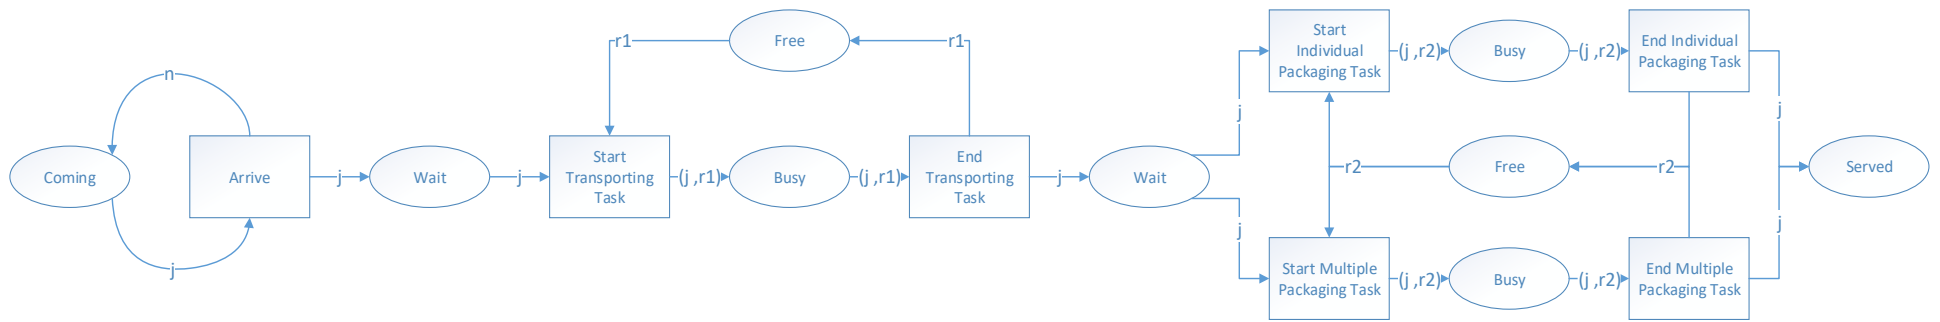 Coming
n
j
Arrive
j
Wait
j
Start
Transporting
Task
r1
Free
r1
(j ,r1)
Busy
(j ,r1)
End
Transporting
Task
j
Wait
j
j
Start
Individual
Packaging Task
(j ,r2)
Busy
(j ,r2)
End Individual
Packaging Task
j
r2
Free
r2
Served
Start Multiple
Packaging Task
(j ,r2)
Busy
(j ,r2)
End Multiple
Packaging Task
j